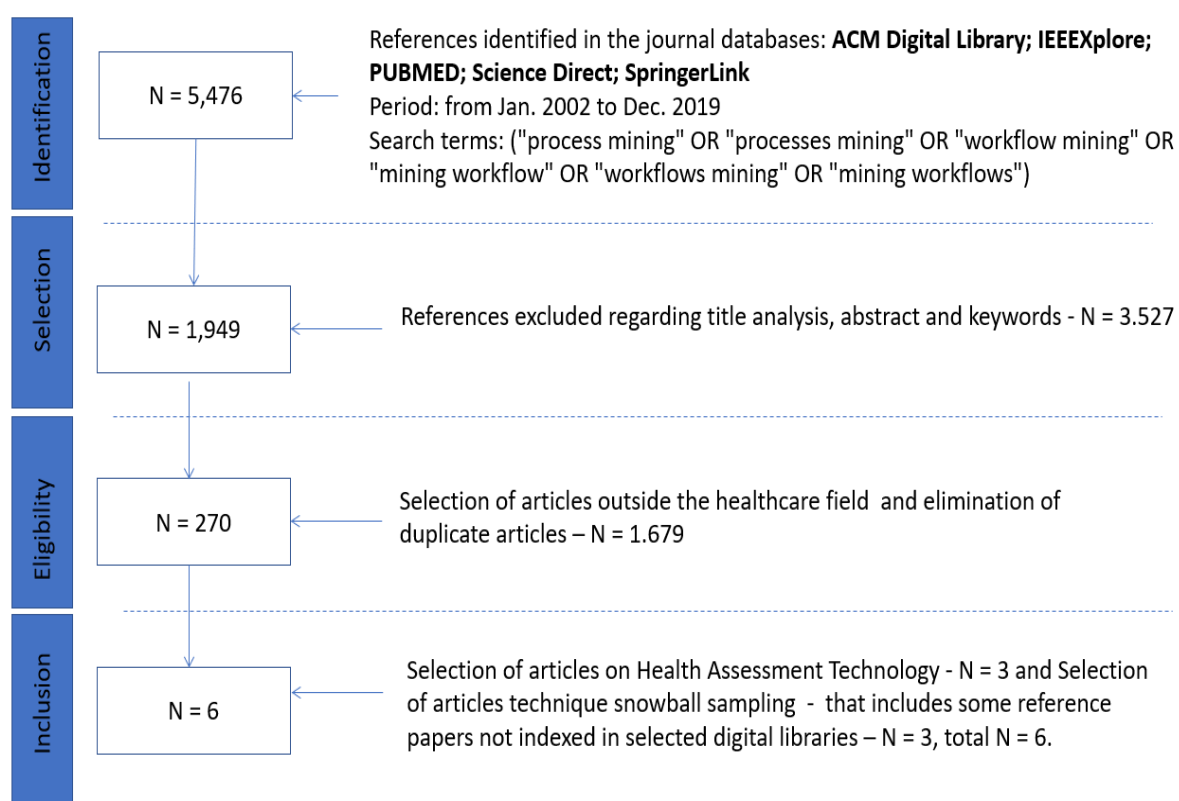 Identification
N = 5,476
References identified in the journal databases: ACM Digital Library; IEEEXplore;
PUBMED; Science Direct; SpringerLink
Period: from Jan. 2002 to Dec. 2019
Search terms: ("process mining" OR "processes mining" OR "workflow mining" OR
"mining workflow" OR "workflows mining" OR "mining workflows")
Selection
N = 1,949
References excluded regarding title analysis, abstract and keywords - N = 3.527
Eligibility
N = 270
Selection of articles outside the healthcare field and elimination of
duplicate articles – N = 1.679
Inclusion
N = 6
Selection of articles on Health Assessment Technology - N = 3 and Selection
of articles technique snowball sampling - that includes some reference
papers not indexed in selected digital libraries – N = 3, total N = 6.